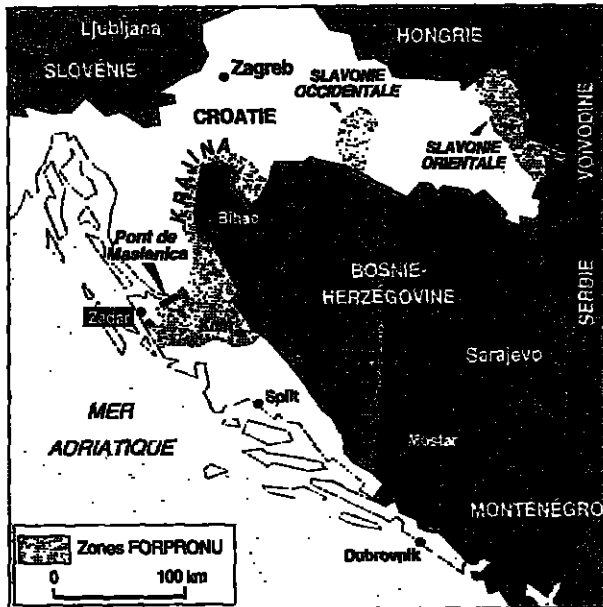 Ljubljana
HONGRIE
SLOVÉNIE
Zagreb
SLAVONIE
OCCIDENTALE
CROATIE
SLAVONIE
ORIENTALE
VOIVODINE
KRAJINA
Bihac
Pont de
Maslenica
BOSNIE-
HERZÉGOVINE
Zadar
SERBIE
Sarajevo
Split
MER
ADRIATIQUE
Mostar
MONTÉNÉGRO
Zones FORPRONU
Dubrovnik
0 100 km